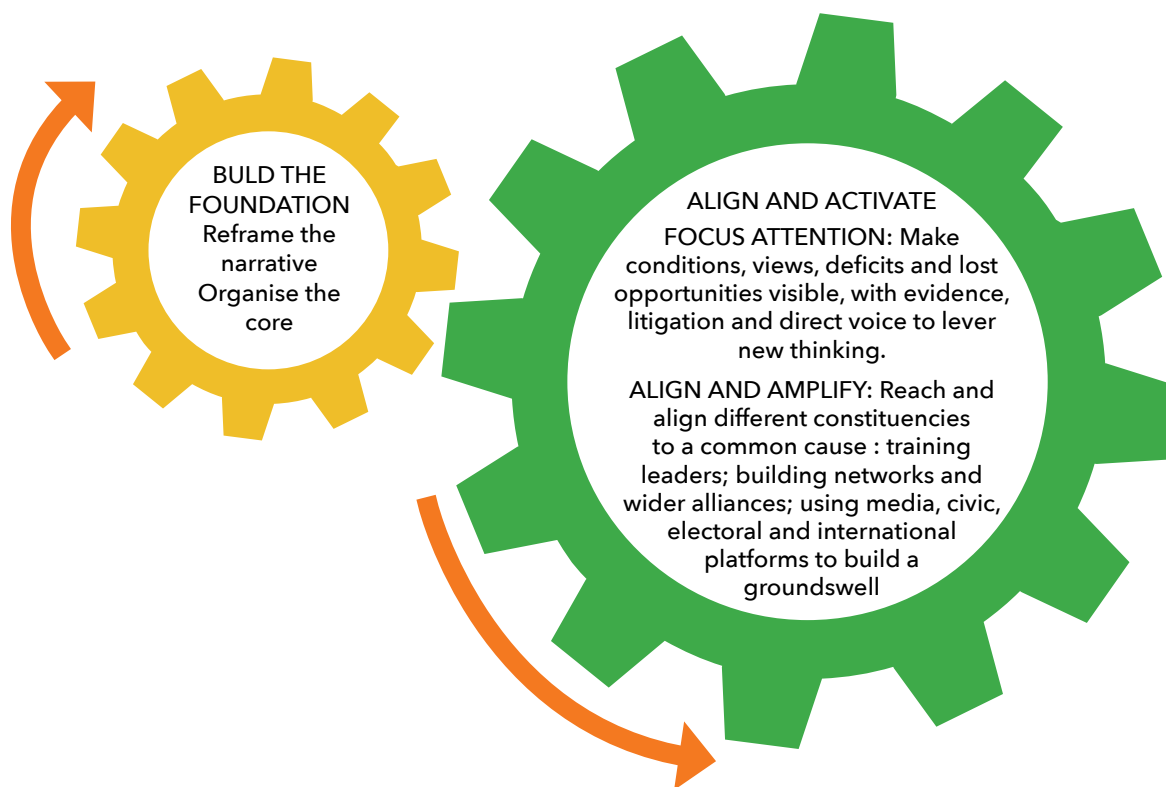 BULD THE
FOUNDATION
Reframe the
narrative
Organise the
core
ALIGN AND ACTIVATE
FOCUS ATTENTION: Make
conditions, views, deficits and lost
opportunities visible, with evidence,
litigation and direct voice to lever
new thinking.
ALIGN AND AMPLIFY: Reach and
align different constituencies
to a common cause : training
leaders; building networks and
wider alliances; using media, civic,
electoral and international
platforms to build a
groundswell